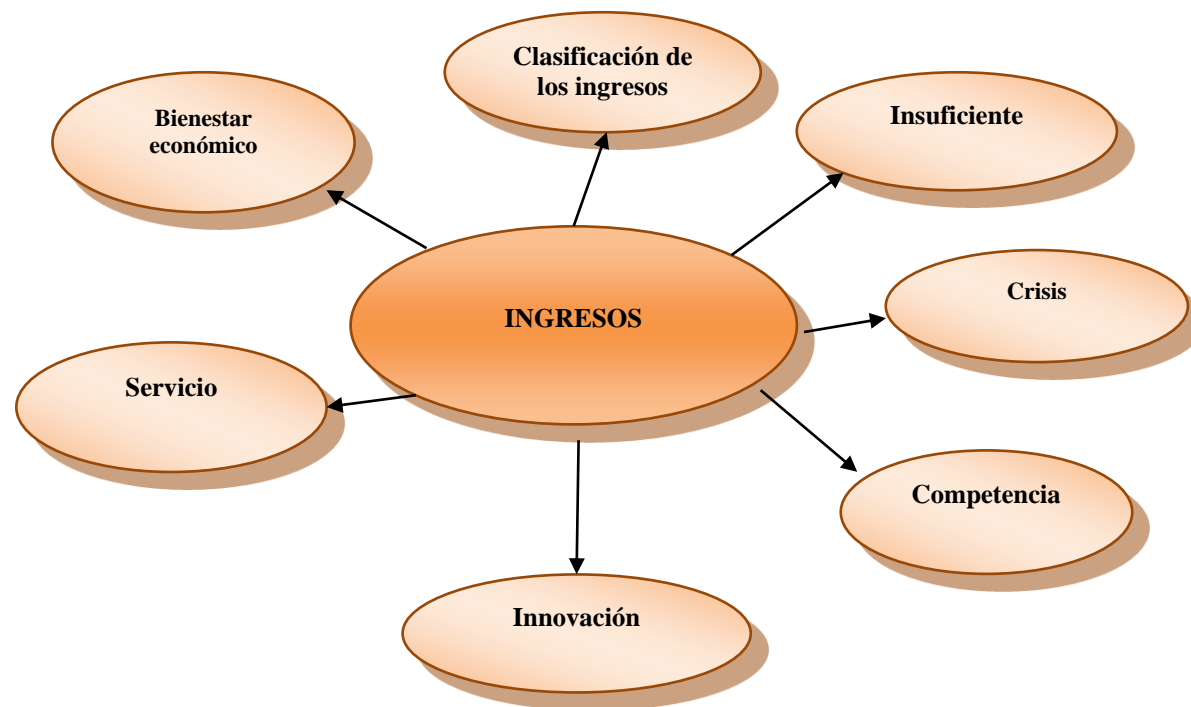 Clasificación de
los ingresos
Bienestar
económico
Insuficiente
Crisis
INGRESOS
Servicio
Competencia
Innovación